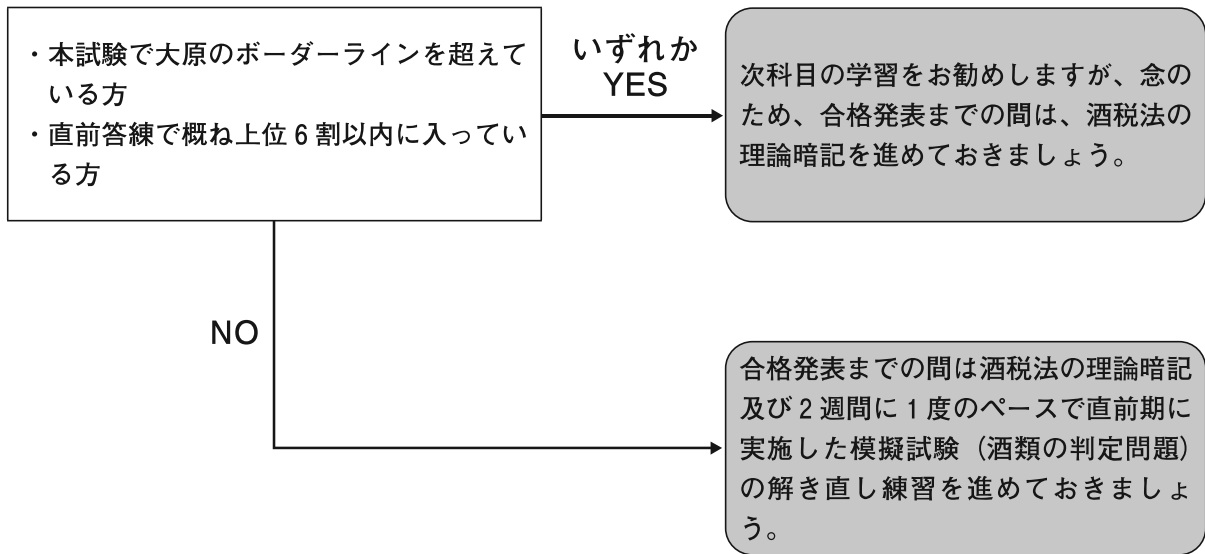 ・本試験で大原のボーダーラインを超えて
いる方
・直前答練で概ね上位６割以内に入ってい
る方
いずれか
YES
次科目の学習をお勧めしますが、念の
ため、合格発表までの間は、酒税法の
理論暗記を進めておきましょう。
NO
合格発表までの間は酒税法の理論暗記
及び２週間に１度のペースで直前期に
実施した模擬試験（酒類の判定問題）
の解き直し練習を進めておきましょ
う。